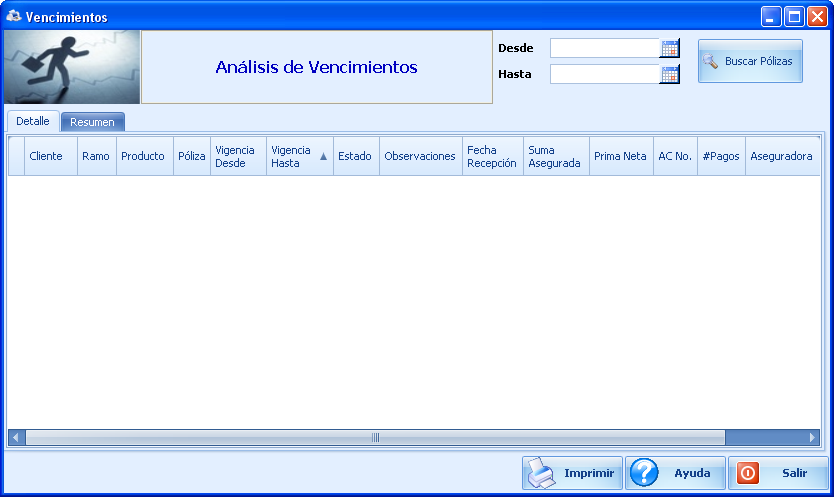 Vencimientos
Análisis de Vencimientos
Desde
Hasta
Buscar Pólizas
Detalle
Resumen
Cliente
Ramo
Producto
Póliza
Vigencia
Desde
Vigencia
Hasta
Estado
Observaciones
Fecha
Recepción
Suma
Asegurada
Prima Neta
AC No.
#Pagos
Aseguradora
Imprimir
Ayuda
Salir